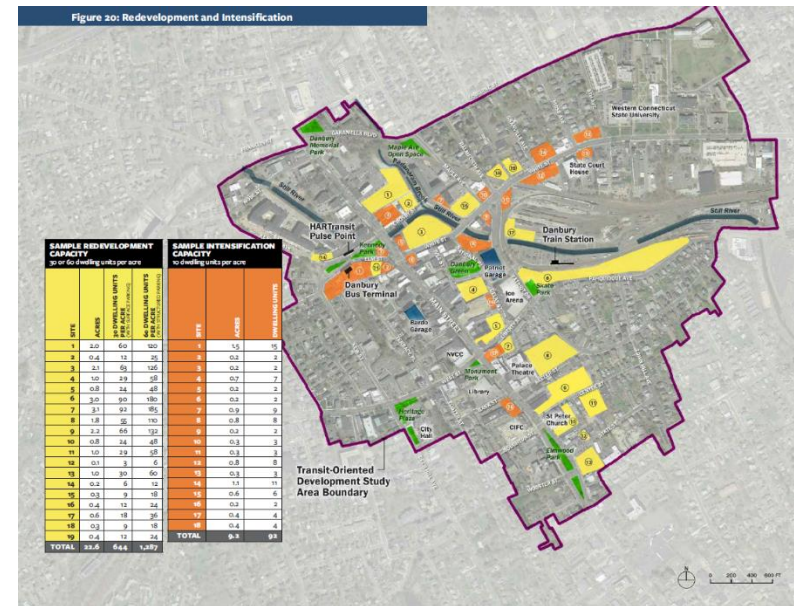 Figure 20: Redevelopment and Intensification
Western Connecticut
State University
Danbury
Memorial
Park
Maple Ave
Open Space
State Court
House
Still River
Still River
Still River
HARTransit
Pulse Point
Kennedy
Park
Danbury
Train Station
Danbury
Bus Terminal
Danbury
Green
Patriot
Garage
Skate
Park
Ice
Arena
MAIN STREET
Bardo
Garage
NVCC
Palace
Theatre
Monument
Park
Library
CIFC
St Peter
Church
Heritage
Plaza
City
Hall
Elmwood
Park
Transit-Oriented
Development Study
Area Boundary
SAMPLE REDEVELOPMENT
CAPACITY
30 or 60 dwelling units per acre
SITE ACRES 30 DWELLING UNITS PER ACRE 60 DWELLING UNITS PER ACRE
1 2.0 60 120
2 0.4 12 25
3 2.1 63 126
4 1.0 29 58
5 0.8 24 48
6 3.0 90 180
7 3.1 92 185
8 1.8 55 110
9 2.2 66 132
10 0.8 24 48
11 1.0 29 58
12 0.1 3 6
13 1.0 30 60
14 0.2 6 12
15 0.3 9 18
16 0.4 12 24
17 0.6 18 36
18 0.3 9 18
19 0.4 12 24
TOTAL 22.6 644 1,287
SAMPLE INTENSIFICATION
CAPACITY
10 dwelling units per acre
SITE ACRES DWELLING UNITS
1 1.5 15
2 0.2 2
3 0.2 2
4 0.7 7
5 0.2 2
6 0.2 2
7 0.9 9
8 0.8 8
9 0.2 2
10 0.3 3
11 0.3 3
12 0.8 8
13 0.3 3
14 1.1 11
15 0.6 6
16 0.2 2
17 0.4 4
18 0.4 4
TOTAL 9.2 92
N
0 200 400 600 FT